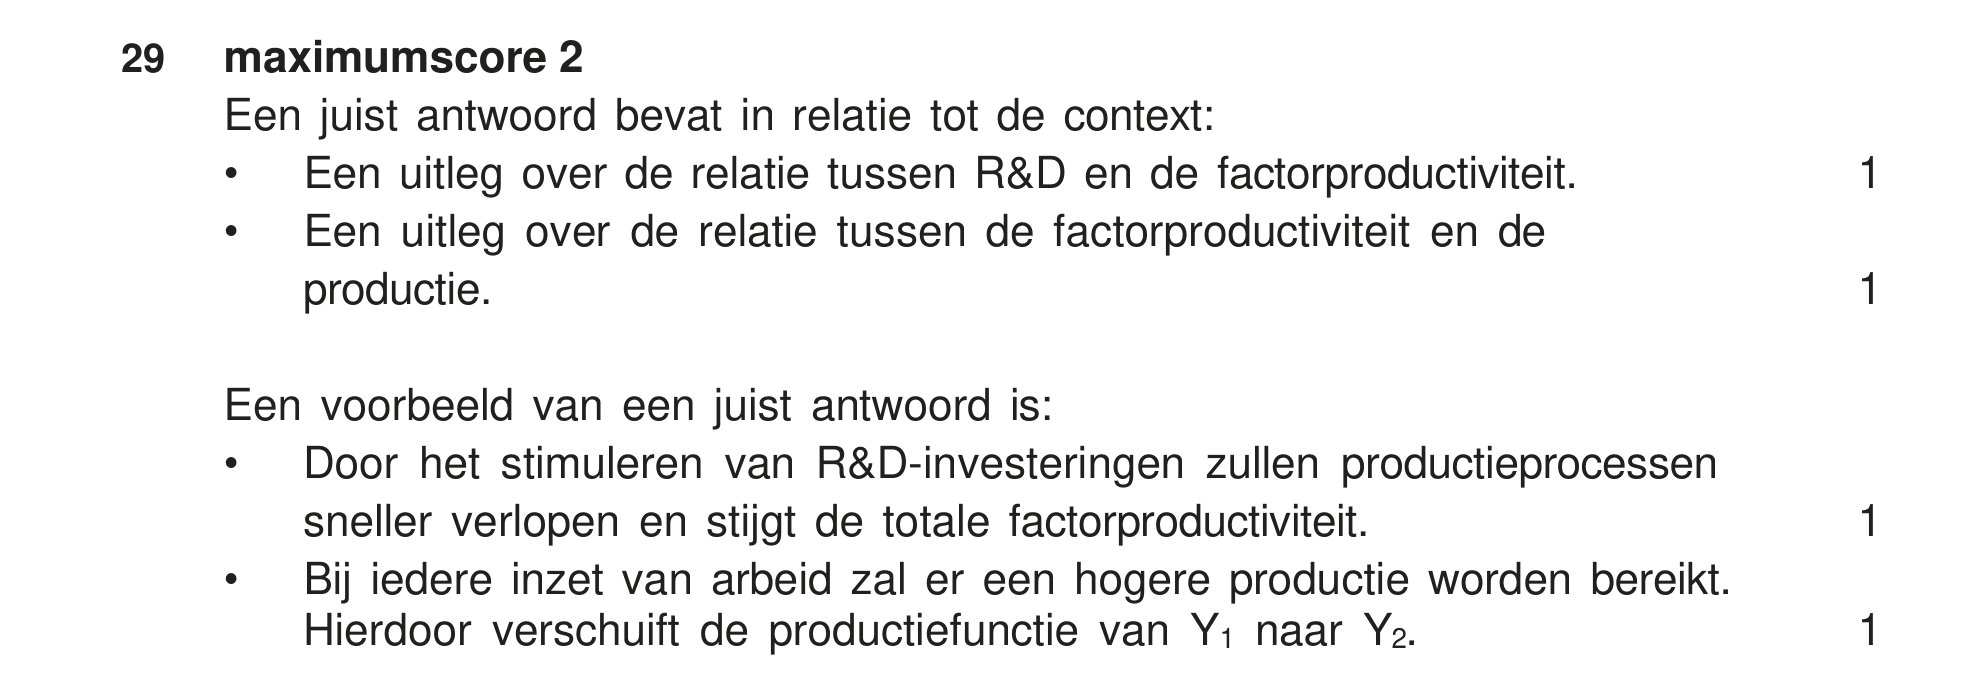 29 maximumscore 2
Een juist antwoord bevat in relatie tot de context:
• Een uitleg over de relatie tussen R&D en de factorproductiviteit. 1
• Een uitleg over de relatie tussen de factorproductiviteit en de
productie. 1
Een voorbeeld van een juist antwoord is:
• Door het stimuleren van R&D-investeringen zullen productieprocessen
sneller verlopen en stijgt de totale factorproductiviteit. 1
• Bij iedere inzet van arbeid zal er een hogere productie worden bereikt.
Hierdoor verschuift de productiefunctie van Y₁ naar Y₂. 1